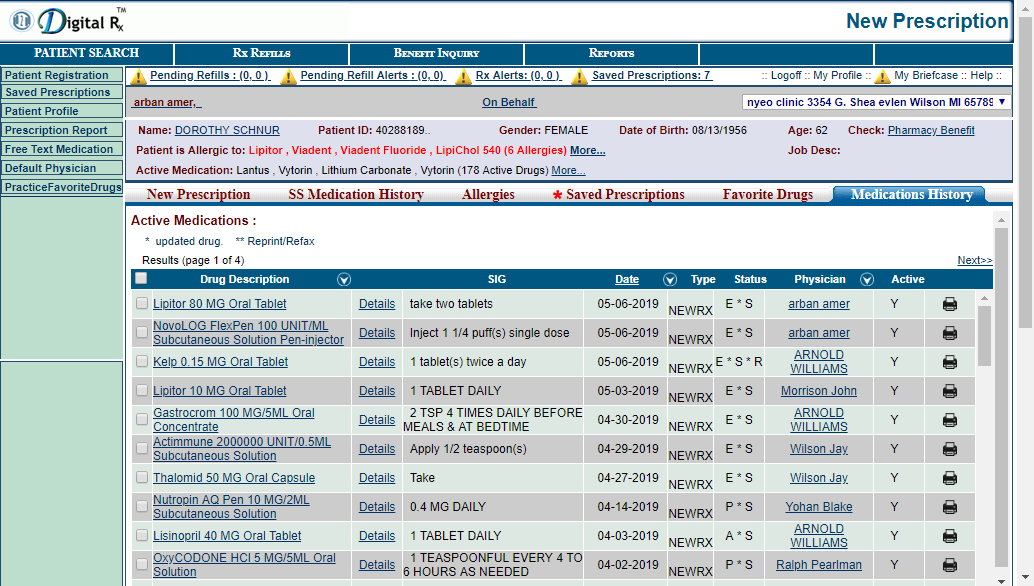 Digital Rx TM
New Prescription
PATIENT SEARCH
RX REFILLS
BENEFIT INQUIRY
REPORTS
Patient Registration
Saved Prescriptions
Patient Profile
Prescription Report
Free Text Medication
Default Physician
PracticeFavoriteDrugs
Pending Refills : (0, 0 )
Pending Refill Alerts : (0, 0)
Rx Alerts: (0, 0 )
Saved Prescriptions: 7
:: Logoff :: My Profile :: My Briefcase :: Help ::
arban amer,
On Behalf
nyeo clinic 3354 G. Shea evlen Wilson MI 65789
Name: DOROTHY SCHNUR Patient ID: 40288189.. Gender: FEMALE Date of Birth: 08/13/1956 Age: 62 Check: Pharmacy Benefit
Patient is Allergic to: Lipitor , Viadent , Viadent Fluoride , LipiChol 540 (6 Allergies) More... Job Desc:
Active Medication: Lantus , Vytorin , Lithium Carbonate , Vytorin (178 Active Drugs) More...
New Prescription SS Medication History Allergies * Saved Prescriptions Favorite Drugs Medications History
Active Medications :
* updated drug. ** Reprint/Refax
Results (page 1 of 4) Next>>
Drug Description SIG Date Type Status Physician Active
Lipitor 80 MG Oral Tablet Details take two tablets 05-06-2019 NEWRX E * S arban amer Y
NovoLOG FlexPen 100 UNIT/ML
Subcutaneous Solution Pen-injector Details Inject 1 1/4 puff(s) single dose 05-06-2019 NEWRX E * S arban amer Y
Kelp 0.15 MG Oral Tablet Details 1 tablet(s) twice a day 05-06-2019 NEWRX E * S * R ARNOLD
WILLIAMS Y
Lipitor 10 MG Oral Tablet Details 1 TABLET DAILY 05-03-2019 NEWRX E * S Morrison John Y
Gastrocrom 100 MG/5ML Oral
Concentrate Details 2 TSP 4 TIMES DAILY BEFORE
MEALS & AT BEDTIME 04-30-2019 NEWRX E * S ARNOLD
WILLIAMS Y
Actimmune 2000000 UNIT/0.5ML
Subcutaneous Solution Details Apply 1/2 teaspoon(s) 04-29-2019 NEWRX E * S Wilson Jay Y
Thalomid 50 MG Oral Capsule Details Take 04-27-2019 NEWRX E * S Wilson Jay Y
Nutropin AQ Pen 10 MG/2ML
Subcutaneous Solution Details 0.4 MG DAILY 04-14-2019 NEWRX P * S Yohan Blake Y
Lisinopril 40 MG Oral Tablet Details 1 TABLET DAILY 04-03-2019 NEWRX A * S ARNOLD
WILLIAMS Y
OxyCODONE HCl 5 MG/5ML Oral
Solution Details 1 TEASPOONFUL EVERY 4 TO
6 HOURS AS NEEDED 04-02-2019 NEWRX P * S Ralph Pearlman Y